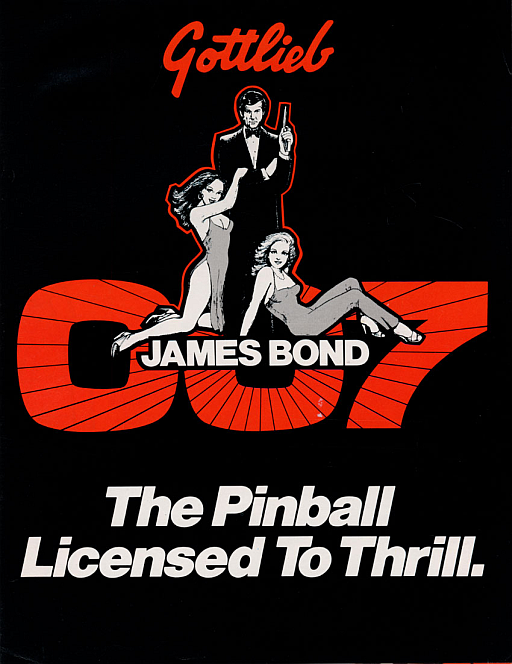 Gottlieb
007
JAMES BOND
The Pinball
Licensed To Thrill.